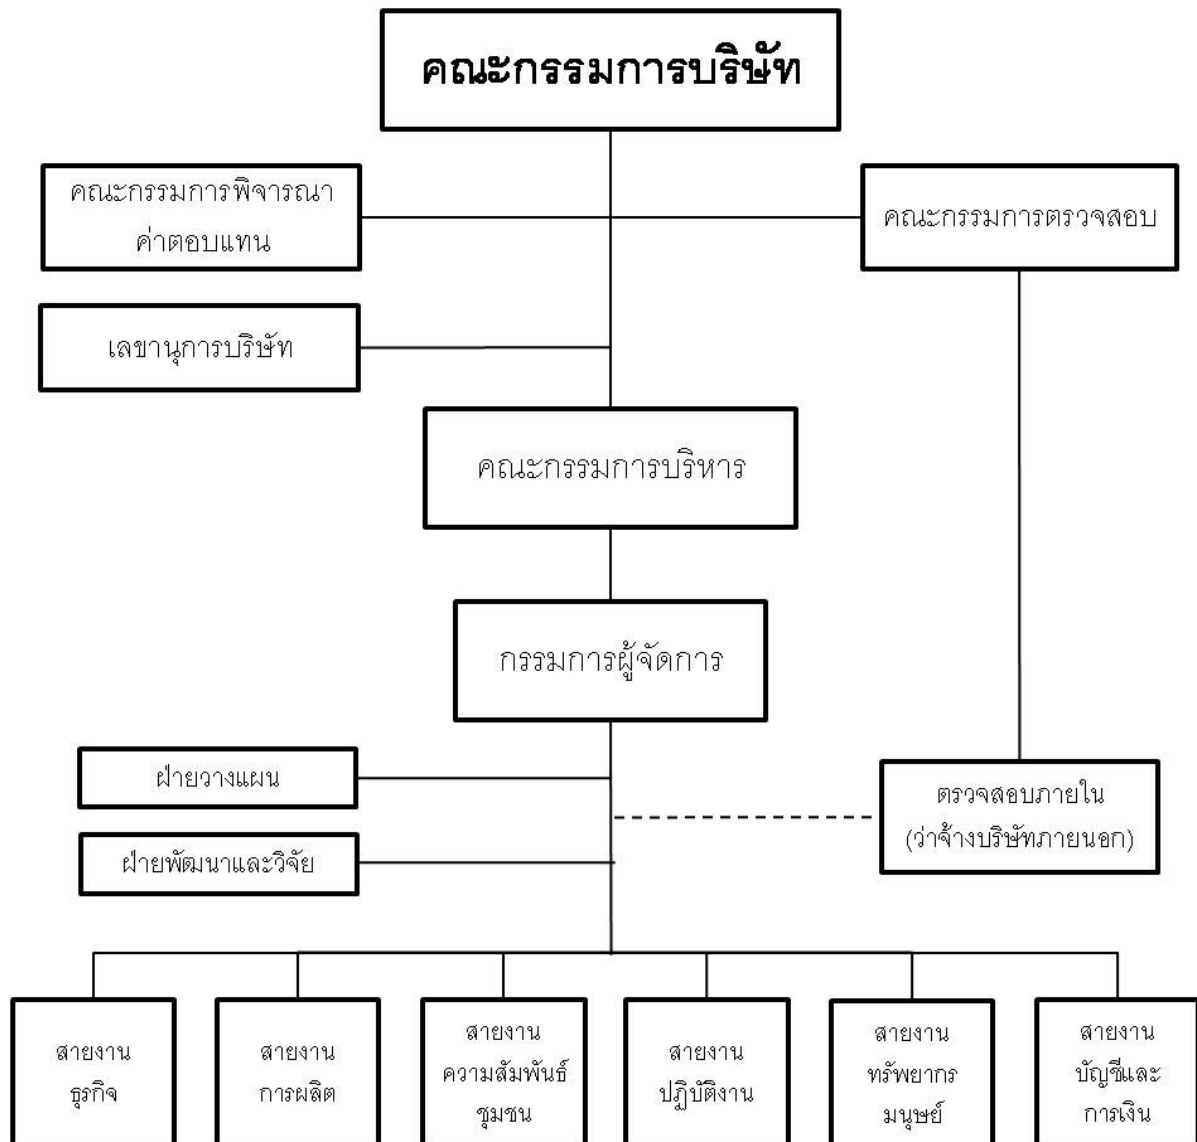 คณะกรรมการบริษัท
คณะกรรมการพิจารณา
ค่าตอบแทน
คณะกรรมการตรวจสอบ
เลขานุการบริษัท
คณะกรรมการบริหาร
กรรมการผู้จัดการ
ฝ่ายวางแผน
ตรวจสอบภายใน
(ว่าจ้างบริษัทภายนอก)
ฝ่ายพัฒนาและวิจัย
สายงาน
ธุรกิจ
สายงาน
การผลิต
สายงาน
ความสัมพันธ์
ชุมชน
สายงาน
ปฏิบัติงาน
สายงาน
ทรัพยากร
มนุษย์
สายงาน
บัญชีและ
การเงิน